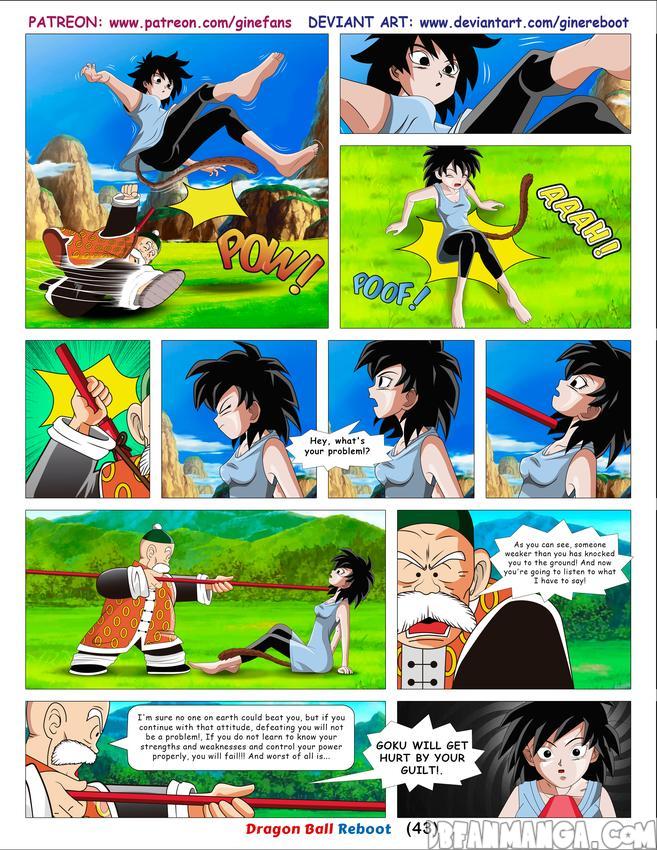 PATREON: www.patreon.com/ginefans DEVIANT ART: www.deviantart.com/ginereboot
POW!
AAAH!
POOF!
Hey, what's
your problem!?
As you can see, someone
weaker than you has knocked
you to the ground! And now
you're going to listen to what
I have to say!
I'm sure no one on earth could beat you, but if you
continue with that attitude, defeating you will not
be a problem!, If you do not learn to know your
strengths and weaknesses and control your power
properly, you will fail!!! And worst of all is...
GOKU WILL GET
HURT BY YOUR
GUILT!.
Dragon Ball Reboot (43)
DBFANMANGA.COM